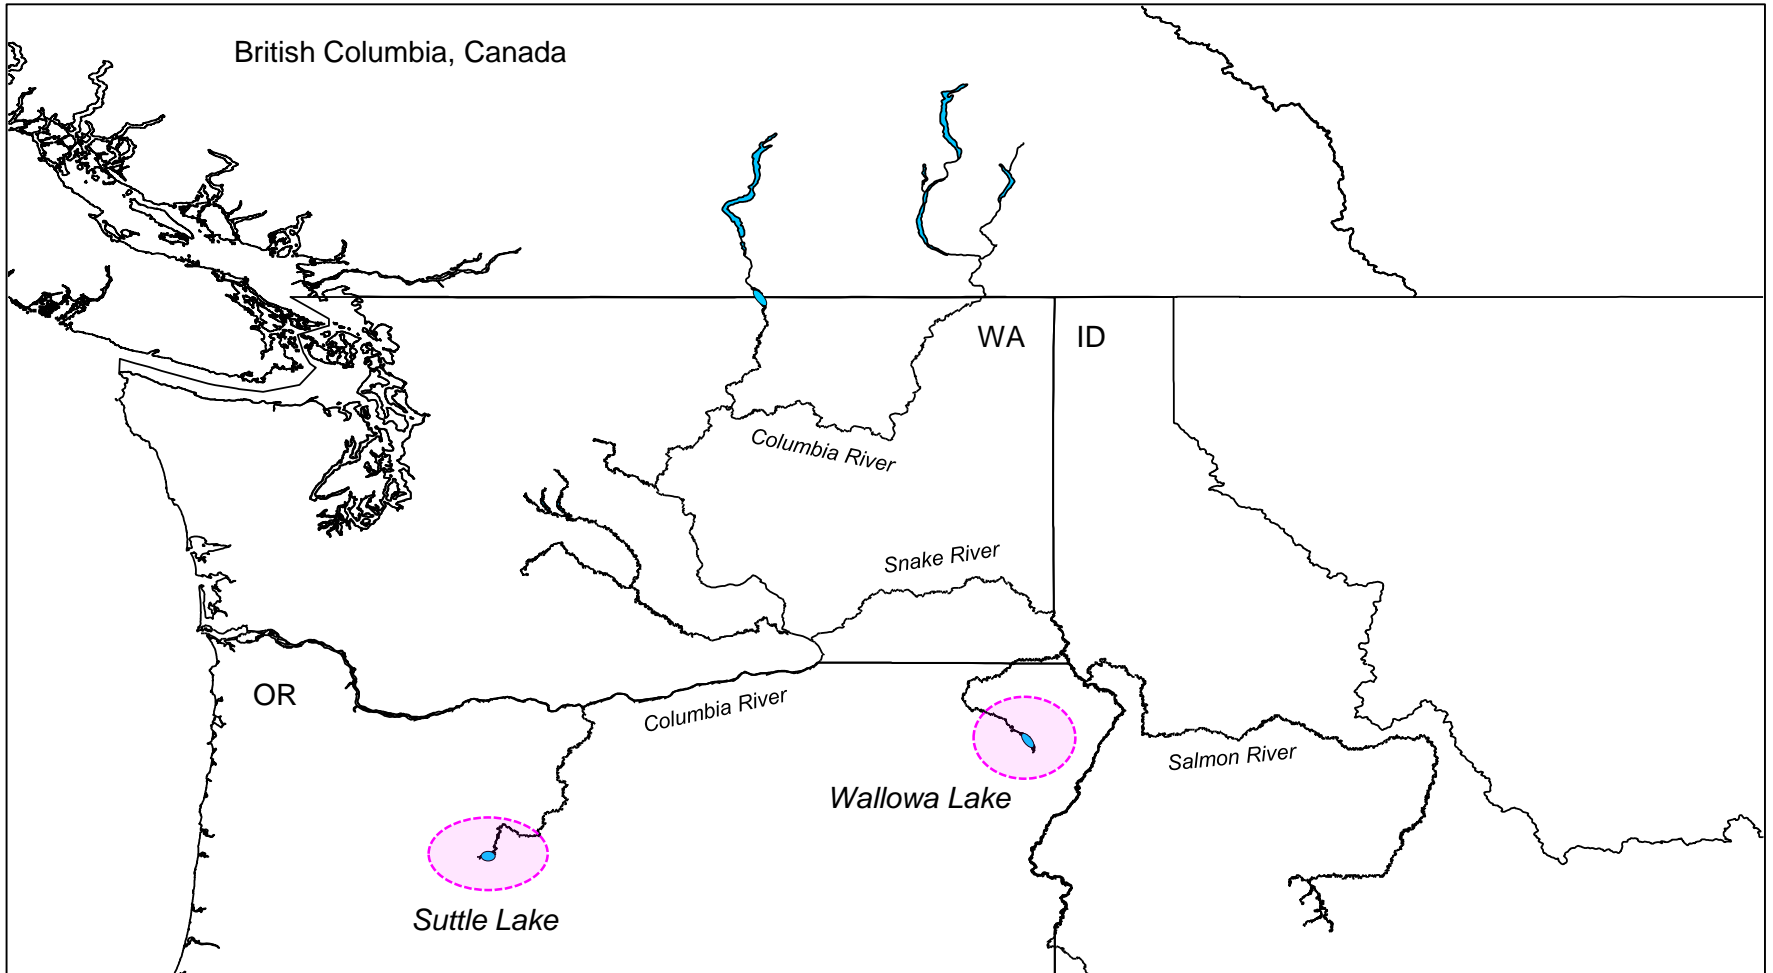 British Columbia, Canada
WA
ID
Columbia River
Snake River
OR
Columbia River
Salmon River
Wallowa Lake
Suttle Lake